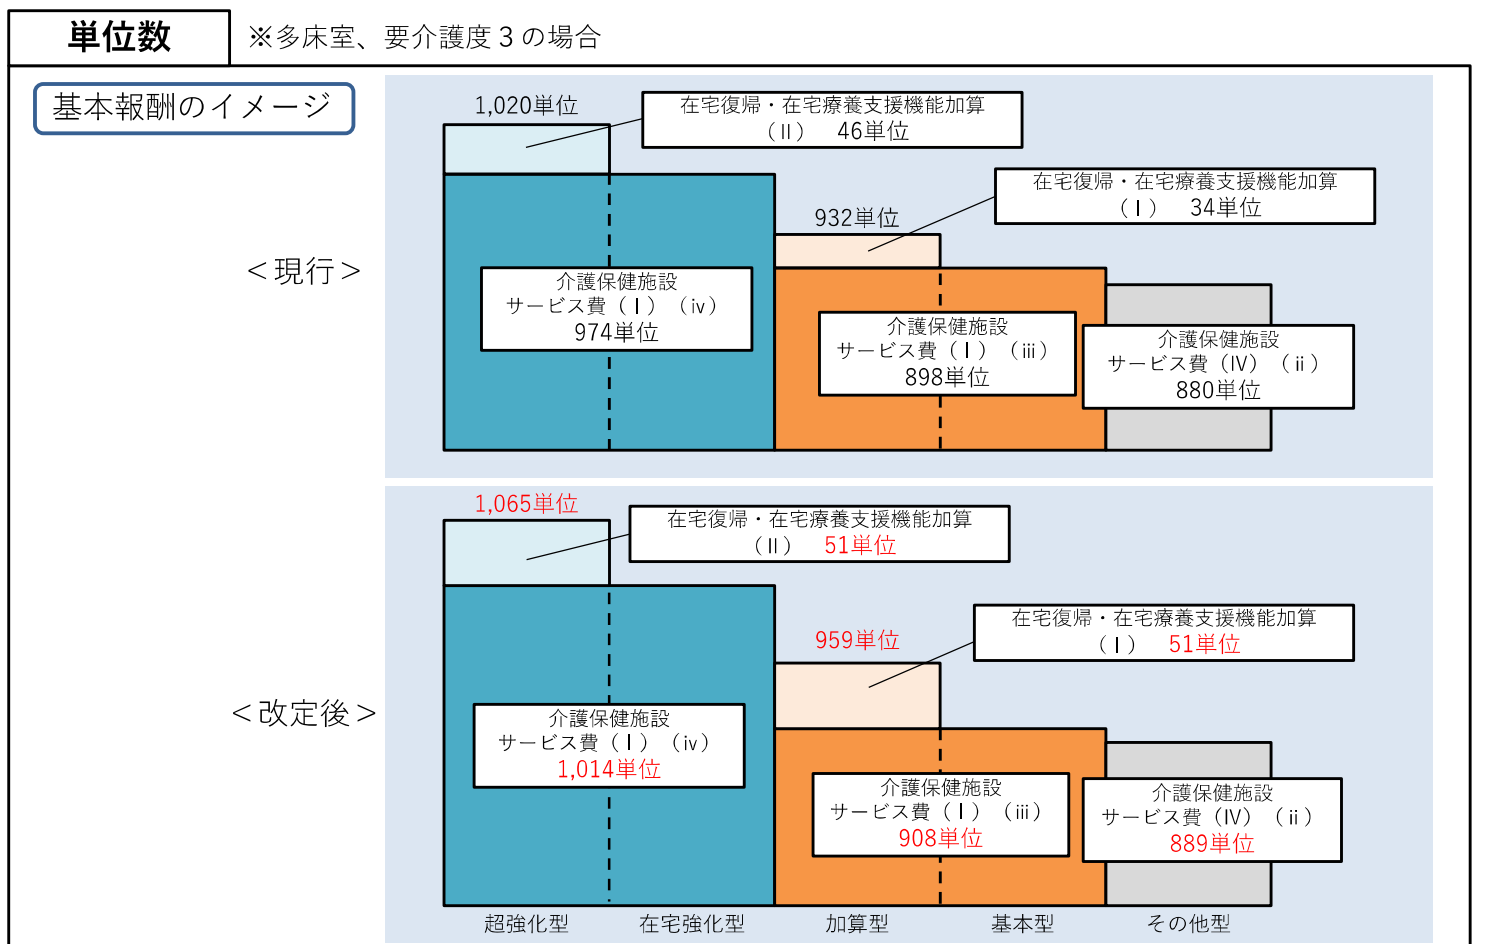 単位数
※多床室、要介護度３の場合
基本報酬のイメージ
1,020単位
在宅復帰・在宅療養支援機能加算
（Ⅱ） 46単位
在宅復帰・在宅療養支援機能加算
（Ⅰ） 34単位
932単位
＜現行＞
介護保健施設
サービス費（Ⅰ）（ⅳ）
974単位
介護保健施設
サービス費（Ⅰ）（ⅲ）
898単位
介護保健施設
サービス費（Ⅳ）（ⅱ）
880単位
1,065単位
在宅復帰・在宅療養支援機能加算
（Ⅱ） 51単位
在宅復帰・在宅療養支援機能加算
（Ⅰ） 51単位
959単位
＜改定後＞
介護保健施設
サービス費（Ⅰ）（ⅳ）
1,014単位
介護保健施設
サービス費（Ⅰ）（ⅲ）
908単位
介護保健施設
サービス費（Ⅳ）（ⅱ）
889単位
超強化型 在宅強化型 加算型 基本型 その他型